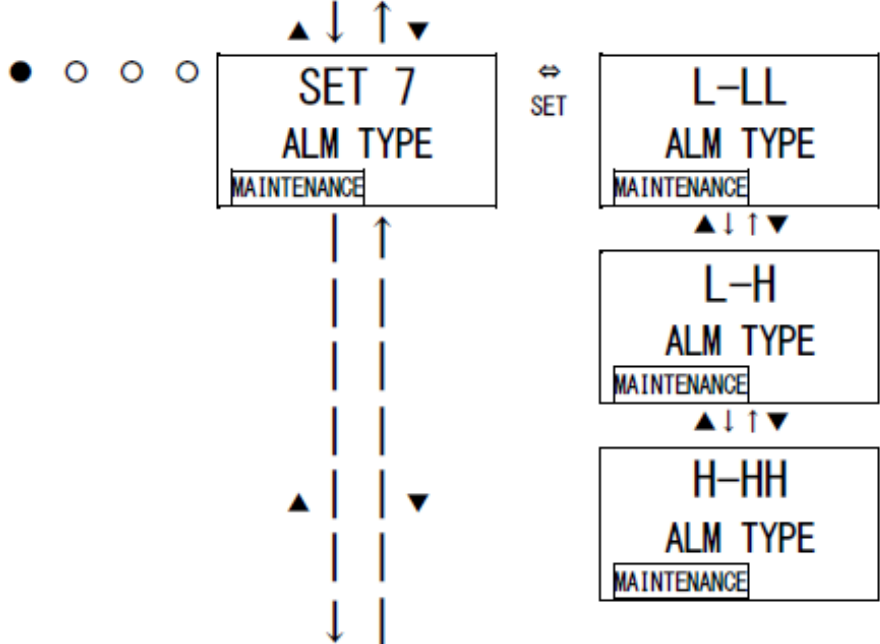 ▲ ↓ ↑ ▼
● ○ ○ ○
SET 7
ALM TYPE
MAINTENANCE
⇔
SET
L-LL
ALM TYPE
MAINTENANCE
▲↓↑▼
L-H
ALM TYPE
MAINTENANCE
▲↓↑▼
H-HH
ALM TYPE
MAINTENANCE
▲ ▼